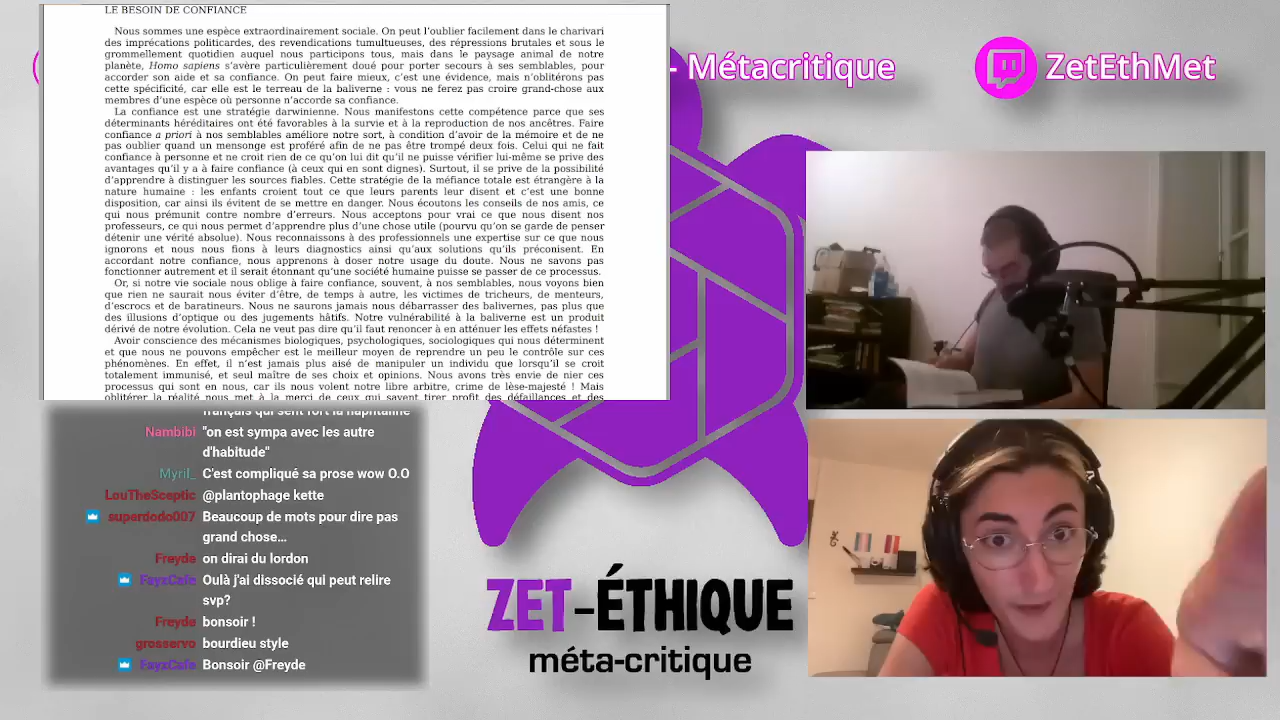 LE BESOIN DE CONFIANCE
Nous sommes une espèce extraordinairement sociale. On peut l'oublier facilement dans le charivari
des imprécations politicardes, des revendications tumultueuses, des répressions brutales et sous le
grommellement quotidien auquel nous participons tous, mais dans le paysage animal de notre
planète, Homo sapiens s'avère particulièrement doué pour porter secours à ses semblables, pour
accorder son aide et sa confiance. On peut faire mieux, c'est une évidence, mais n'oblitérons pas
cette spécificité, car elle est le terreau de la baliverne : vous ne ferez pas croire grand-chose aux
membres d'une espèce où personne n'accorde sa confiance.
La confiance est une stratégie darwinienne. Nous manifestons cette compétence parce que ses
déterminants héréditaires ont été favorables à la survie et à la reproduction de nos ancêtres. Faire
confiance a priori à nos semblables améliore notre sort, à condition d'avoir de la mémoire et de ne
pas oublier quand un mensonge est proféré afin de ne pas être trompé deux fois. Celui qui ne fait
confiance à personne et ne croit rien de ce qu'on lui dit qu'il ne puisse vérifier lui-même se prive des
avantages qu'il y a à faire confiance (à ceux qui en sont dignes). Surtout, il se prive de la possibilité
d'apprendre à distinguer les sources fiables. Cette stratégie de la méfiance totale est étrangère à la
nature humaine : les enfants croient tout ce que leurs parents leur disent et c'est une bonne
disposition, car ainsi ils évitent de se mettre en danger. Nous écoutons les conseils de nos amis, ce
qui nous prémunit contre nombre d'erreurs. Nous acceptons pour vrai ce que nous disent nos
professeurs, ce qui nous permet d'apprendre plus d'une chose utile (pourvu qu'on se garde de penser
détenir une vérité absolue). Nous reconnaissons à des professionnels une expertise sur ce que nous
ignorons et nous nous fions à leurs diagnostics ainsi qu'aux solutions qu'ils préconisent. En
accordant notre confiance, nous apprenons à doser notre usage du doute. Nous ne savons pas
fonctionner autrement et il serait étonnant qu'une société humaine puisse se passer de ce processus.
Or, si notre vie sociale nous oblige à faire confiance, souvent, à nos semblables, nous voyons bien
que rien ne saurait nous éviter d'être, de temps à autre, les victimes de tricheurs, de menteurs,
d'escrocs et de baratineurs. Nous ne saurons jamais nous débarrasser des balivernes, pas plus que
des illusions d'optique ou des jugements hâtifs. Notre vulnérabilité à la baliverne est un produit
dérivé de notre évolution. Cela ne veut pas dire qu'il faut renoncer à en atténuer les effets néfastes !
Avoir conscience des mécanismes biologiques, psychologiques, sociologiques qui nous déterminent
et que nous ne pouvons empêcher est le meilleur moyen de reprendre un peu le contrôle sur ces
phénomènes. En effet, il n'est jamais plus aisé de manipuler un individu que lorsqu'il se croit
totalement immunisé, et seul maître de ses choix et opinions. Nous avons très envie de nier ces
processus qui sont en nous, car ils nous volent notre libre arbitre, crime de lèse-majesté ! Mais
oblitérer la réalité nous met à la merci de ceux qui savent tirer profit des défaillances et des
- Métacritique
ZetEthMet
français qui sent fort la naphtaline
Nambibi "on est sympa avec les autre
d'habitude"
Myril_ C'est compliqué sa prose wow O.O
LouTheSceptic @plantophage kette
superdodo007 Beaucoup de mots pour dire pas
grand chose...
Freyde on dirai du lordon
FayxCafe Oulà j'ai dissocié qui peut relire
svp?
Freyde bonsoir !
grosservo bourdieu style
FayxCafe Bonsoir @Freyde
ZET-ÉTHIQUE
méta-critique